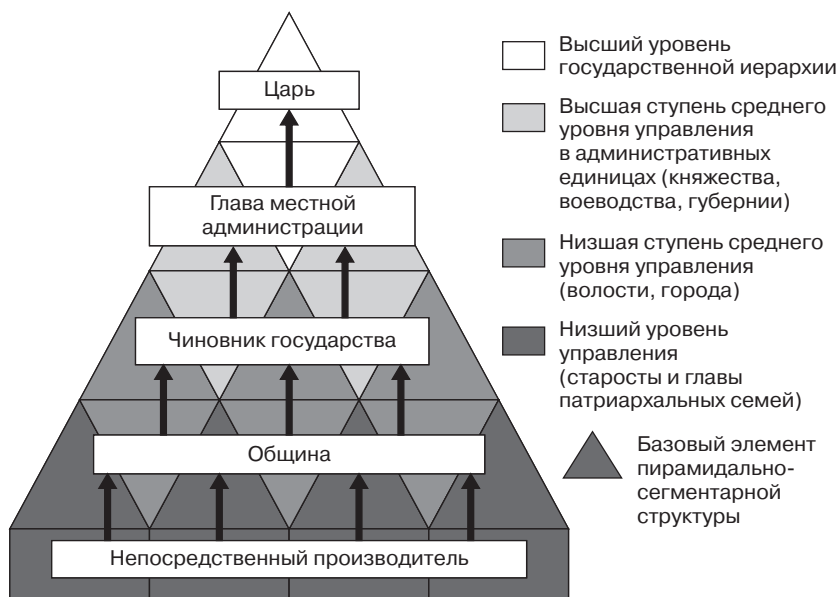 Царь
Глава местной
администрации
Чиновник государства
Община
Непосредственный производитель
Высший уровень
государственной иерархии
Высшая ступень среднего
уровня управления
в административных
единицах (княжества,
воеводства, губернии)
Низшая ступень среднего
уровня управления
(волости, города)
Низший уровень
управления
(старосты и главы
патриархальных семей)
Базовый элемент
пирамидально-
сегментарной
структуры